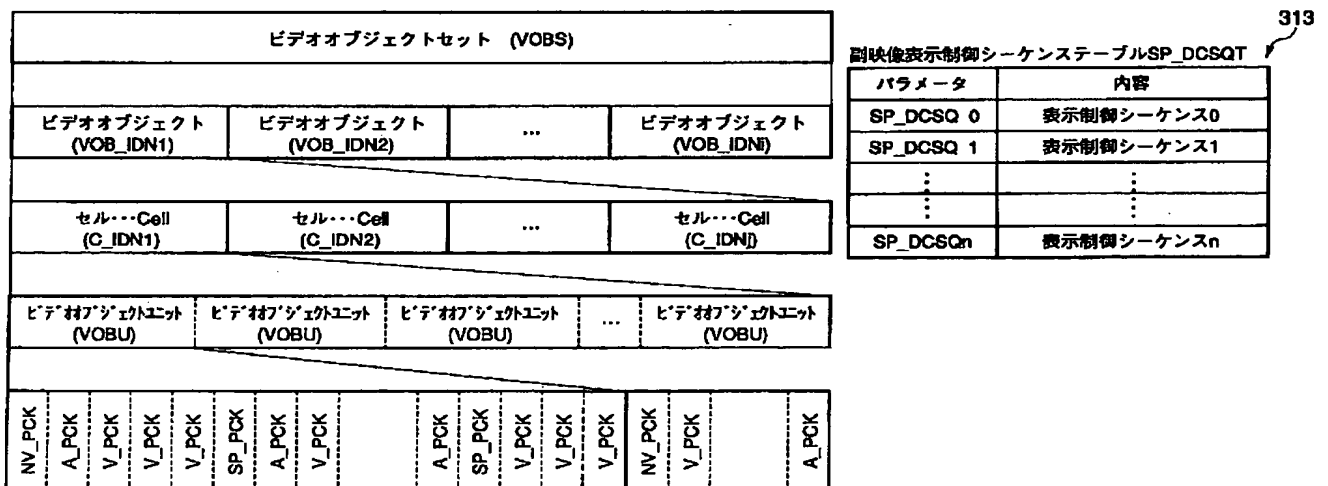 ビデオオブジェクトセット (VOBS)
ビデオオブジェクト ビデオオブジェクト … ビデオオブジェクト
(VOB_IDN1) (VOB_IDN2) (VOB_IDNi)
セル・・・Cell セル・・・Cell … セル・・・Cell
(C_IDN1) (C_IDN2) (C_IDNj)
ビデオオブジェクトユニット ビデオオブジェクトユニット ビデオオブジェクトユニット … ビデオオブジェクトユニット
(VOBU) (VOBU) (VOBU) (VOBU)
NV_PCK A_PCK V_PCK V_PCK V_PCK SP_PCK A_PCK V_PCK A_PCK SP_PCK V_PCK V_PCK V_PCK NV_PCK V_PCK A_PCK
313
副映像表示制御シーケンステーブルSP_DCSQT
パラメータ 内容
SP_DCSQ 0 表示制御シーケンス0
SP_DCSQ 1 表示制御シーケンス1
⋮ ⋮
⋮ ⋮
SP_DCSQn 表示制御シーケンスn